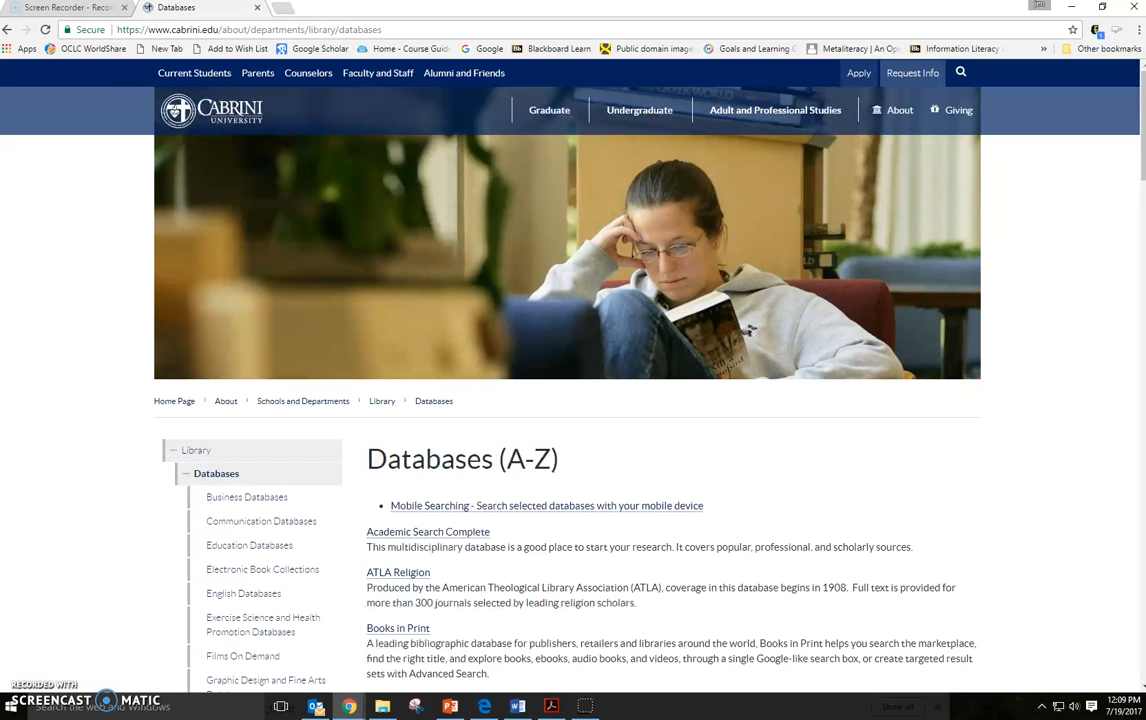 Screen Recorder - Reco
Databases
jen
Secure
https://www.cabrini.edu/about/departments/library/databases
Apps
OCLC WorldShare
New Tab
Add to Wish List
Google Scholar
Home - Course Guide
Google
Blackboard Learn
Public domain image
Goals and Learning
Metaliteracy | An Op
Information Literacy
»
Other bookmarks
Current Students
Parents
Counselors
Faculty and Staff
Alumni and Friends
Apply
Request Info
CABRINI
UNIVERSITY
Graduate
Undergraduate
Adult and Professional Studies
About
Giving
Home Page
About
Schools and Departments
Library
Databases
Library
Databases
Business Databases
Communication Databases
Education Databases
Electronic Book Collections
English Databases
Exercise Science and Health
Promotion Databases
Films On Demand
Graphic Design and Fine Arts
Databases (A-Z)
• Mobile Searching - Search selected databases with your mobile device
Academic Search Complete
This multidisciplinary database is a good place to start your research. It covers popular, professional, and scholarly sources.
ATLA Religion
Produced by the American Theological Library Association (ATLA), coverage in this database begins in 1908. Full text is provided for
more than 300 journals selected by leading religion scholars.
Books in Print
A leading bibliographic database for publishers, retailers and libraries around the world, Books in Print helps you search the marketplace,
find the right title, and explore books, ebooks, audio books, and videos, through a single Google-like search box, or create targeted result
sets with Advanced Search.
RECORDED WITH
SCREENCAST MATIC
Search the web and Windows
Show all
12:09 PM
7/19/2017